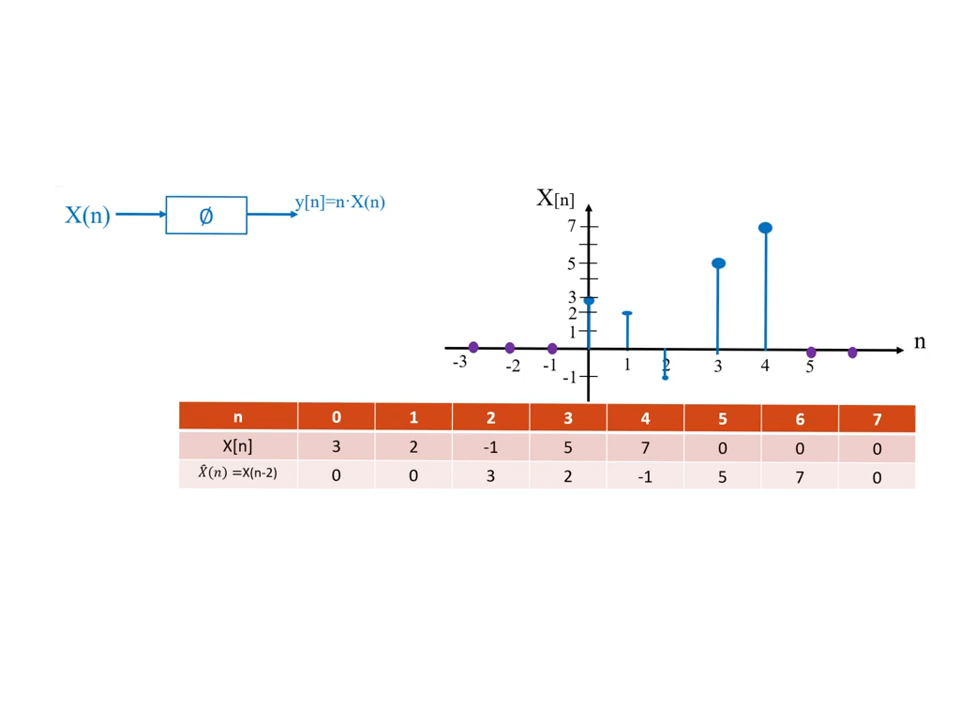 X(n)
∅
y[n]=n·X(n)
X[n]
7
5
3
2
1
-1
-3 -2 -1 1 2 3 4 5
n
n 0 1 2 3 4 5 6 7
X[n] 3 2 -1 5 7 0 0 0
X̂(n) =X(n-2) 0 0 3 2 -1 5 7 0